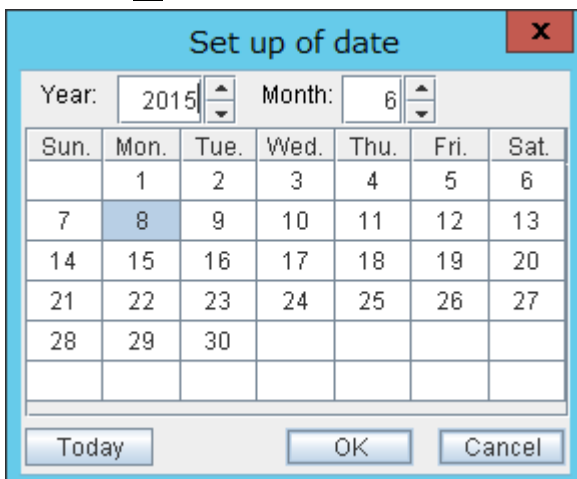 Set up of date
x
Year: 2015 Month: 6
Sun. Mon. Tue. Wed. Thu. Fri. Sat.
1 2 3 4 5 6
7 8 9 10 11 12 13
14 15 16 17 18 19 20
21 22 23 24 25 26 27
28 29 30
Today OK Cancel